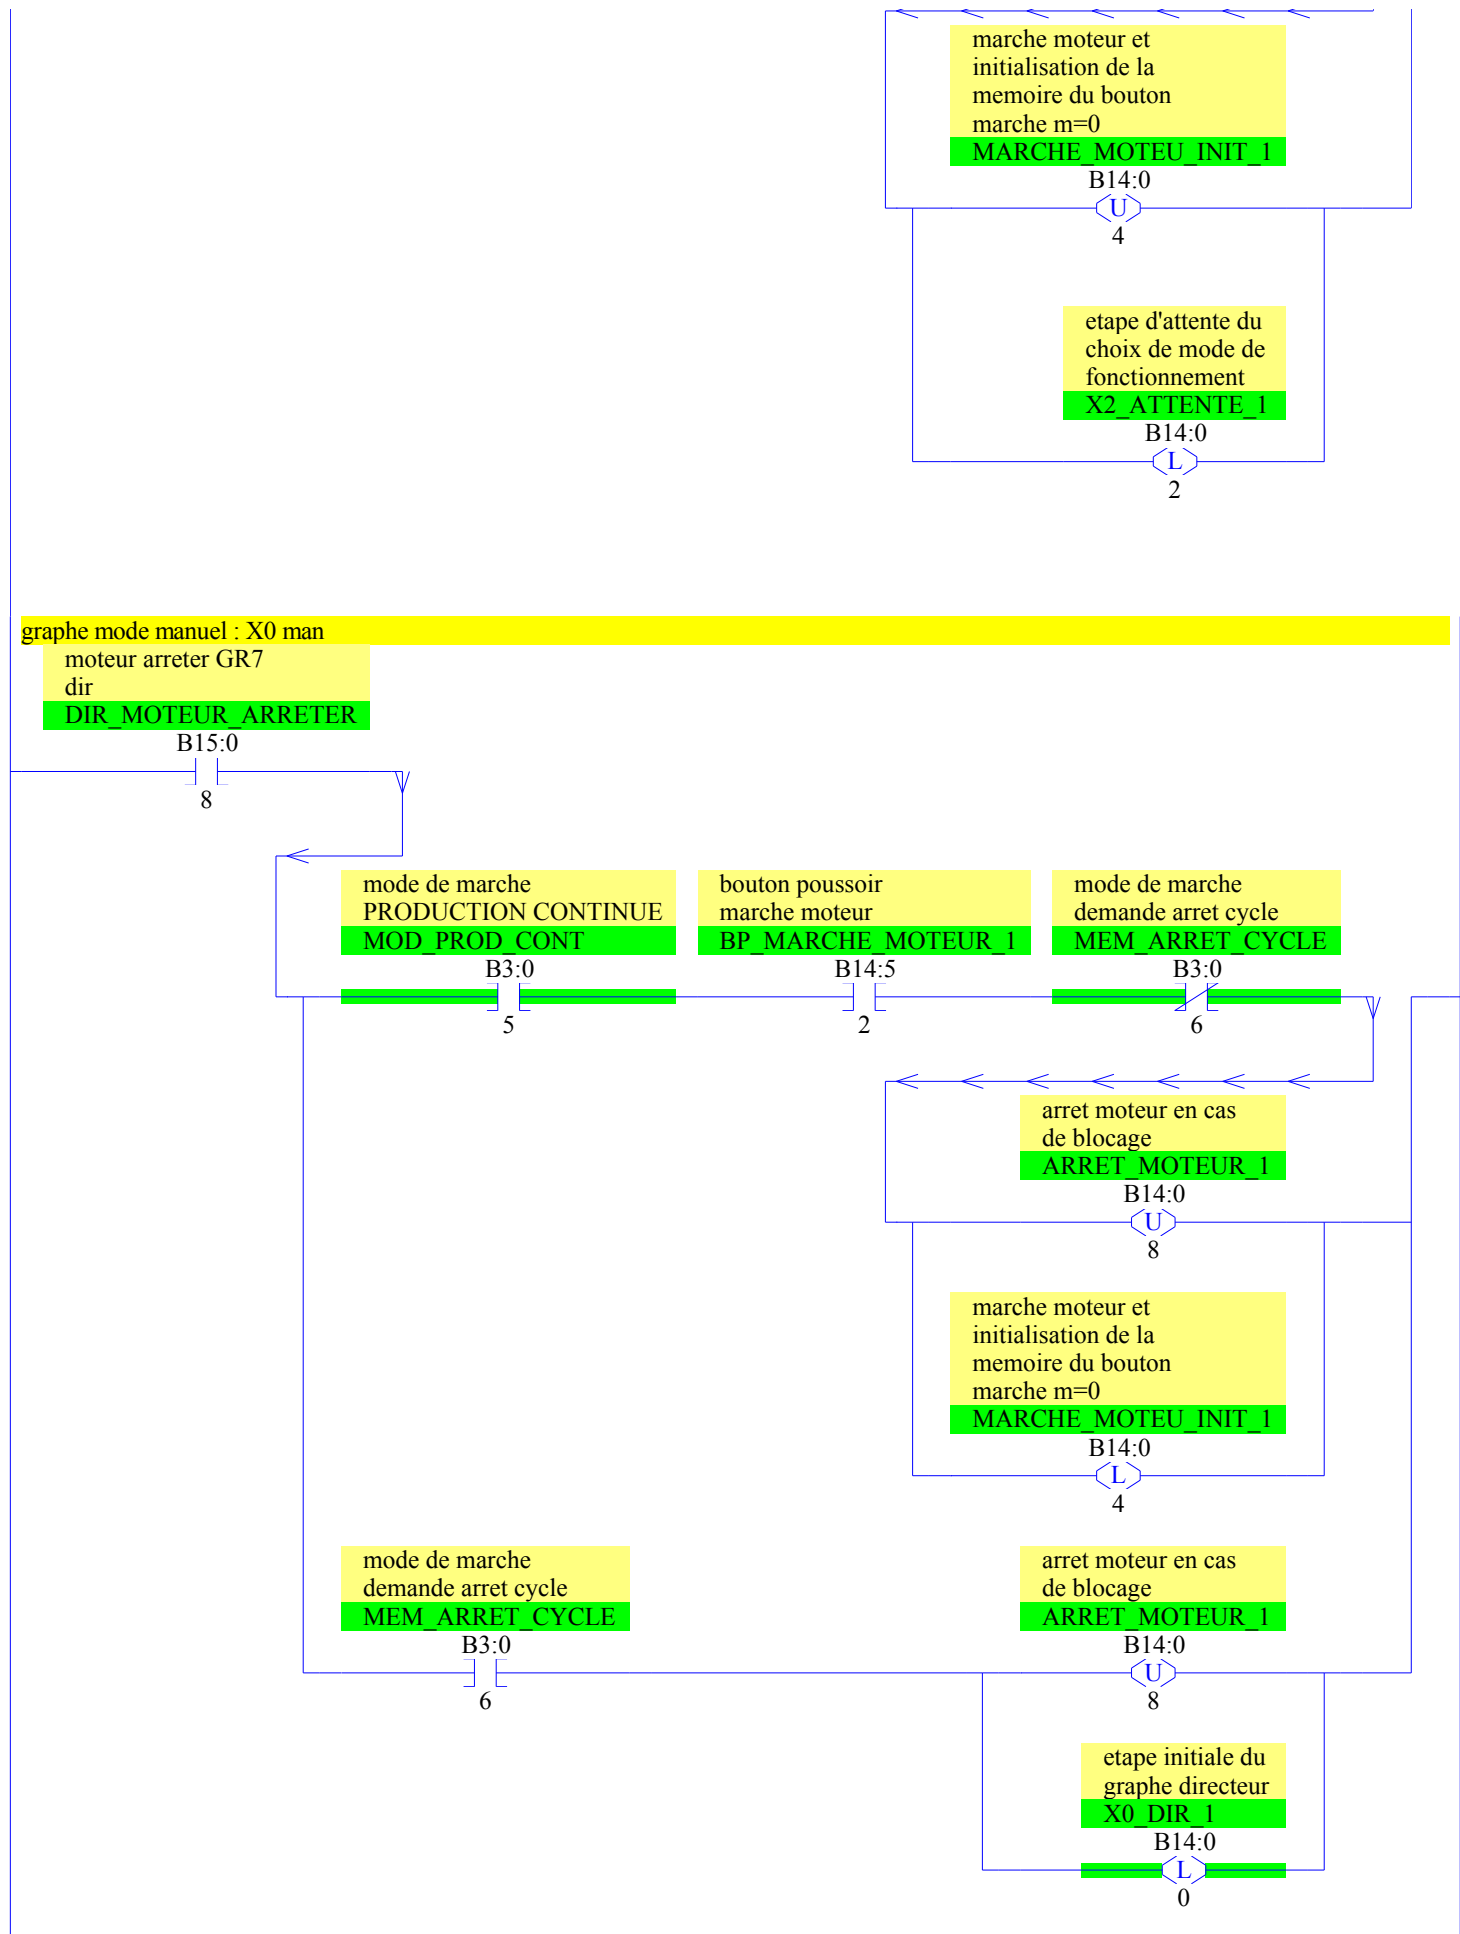 marche moteur et
initialisation de la
memoire du bouton
marche m=0
MARCHE_MOTEU_INIT_1
B14:0
U
4
etape d'attente du
choix de mode de
fonctionnement
X2_ATTENTE_1
B14:0
L
2
graphe mode manuel : X0 man
moteur arreter GR7
dir
DIR_MOTEUR_ARRETER
B15:0
8
mode de marche
PRODUCTION CONTINUE
MOD_PROD_CONT
B3:0
5
bouton poussoir
marche moteur
BP_MARCHE_MOTEUR_1
B14:5
2
mode de marche
demande arret cycle
MEM_ARRET_CYCLE
B3:0
6
arret moteur en cas
de blocage
ARRET_MOTEUR_1
B14:0
U
8
marche moteur et
initialisation de la
memoire du bouton
marche m=0
MARCHE_MOTEU_INIT_1
B14:0
L
4
mode de marche
demande arret cycle
MEM_ARRET_CYCLE
B3:0
6
arret moteur en cas
de blocage
ARRET_MOTEUR_1
B14:0
U
8
etape initiale du
graphe directeur
X0_DIR_1
B14:0
L
0